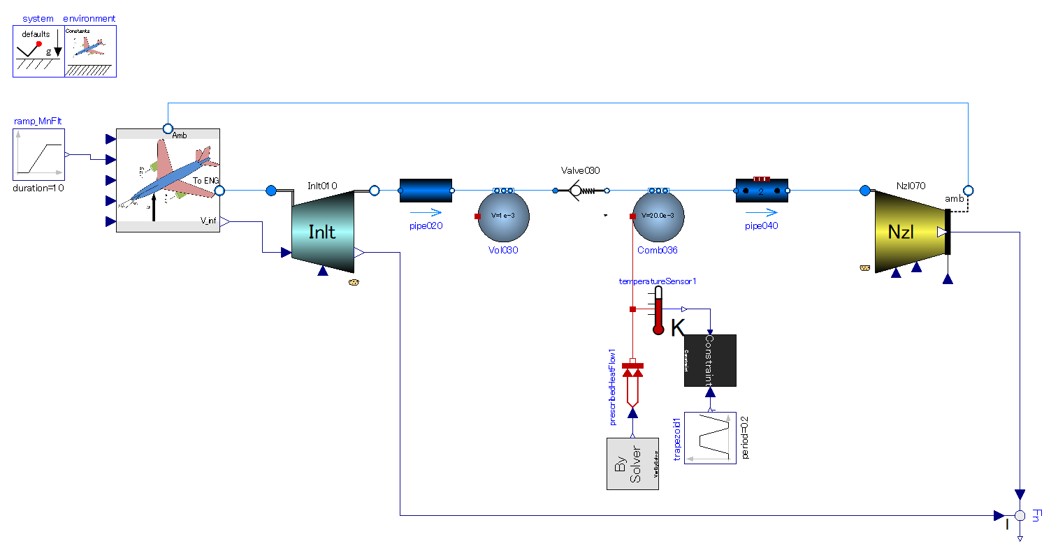 system environment
defaults
g
Constants
ramp_MnFlt
duration=10
Amb
To ENG
V_inf
Inlt010
Inlt
pipe020
V=1e-3
Vol030
Valve030
V=20.0e-3
Comb036
2
pipe040
Nzl070
amb
Nzl
temperatureSensor1
K
Constraint
prescribedHeatFlow1
trapezoid1
period=0.2
By
Solver
Fn